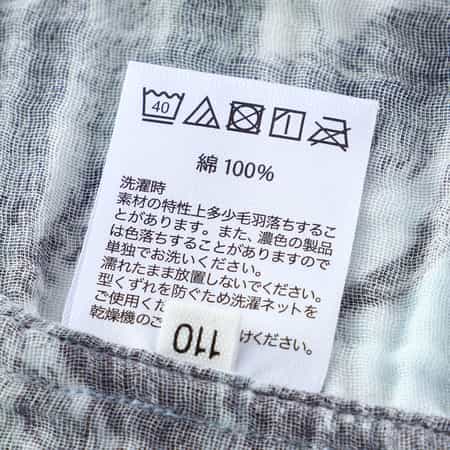 40
綿 100%
洗濯時
素材の特性上多少毛羽落ちするこ
とがあります。また、濃色の製品
は色落ちすることがありますので
単独でお洗いください。
濡れたまま放置しないでください。
型くずれを防ぐため洗濯ネットを
ご使用くだ
乾燥機のご けください。
110